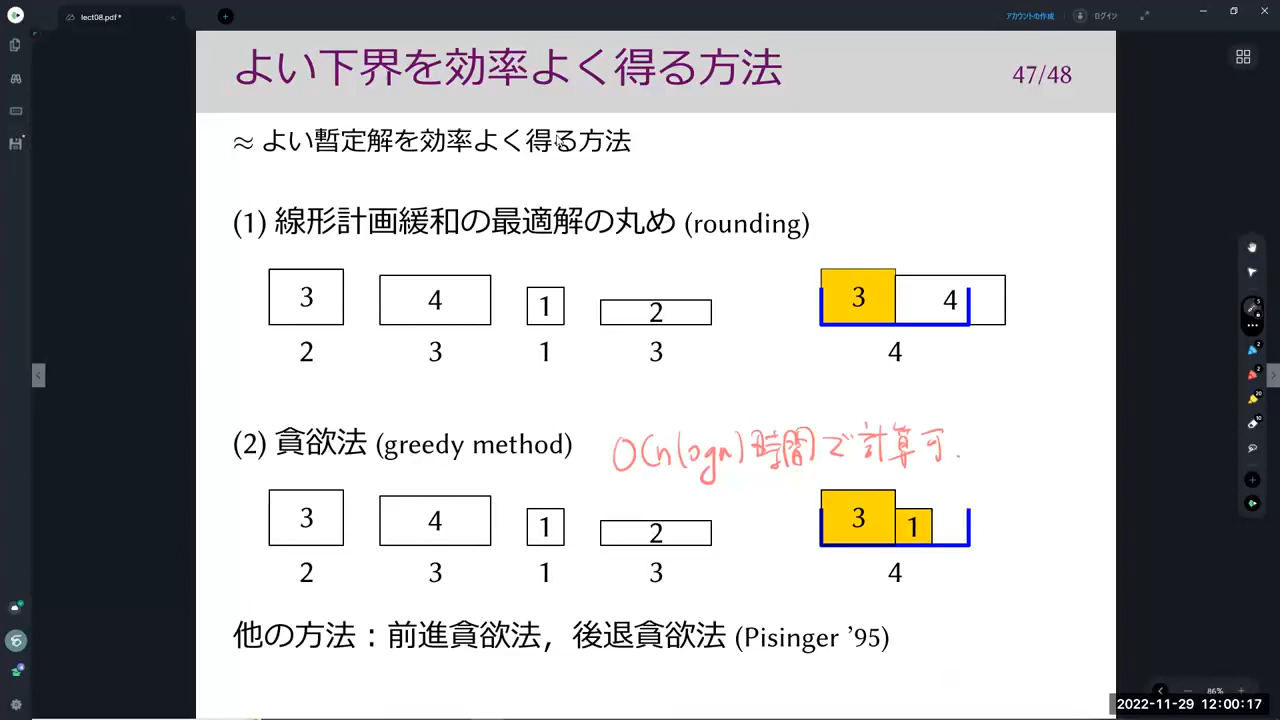 lect08.pdf*
アカウントの作成
ログイン
よい下界を効率よく得る方法
47/48
≈ よい暫定解を効率よく得る方法
(1) 線形計画緩和の最適解の丸め (rounding)
3 4 1 2 3 4
2 3 1 3 4
(2) 貪欲法 (greedy method) O(n log n) 時間で計算可.
3 4 1 2 3 1
2 3 1 3 4
他の方法：前進貪欲法，後退貪欲法 (Pisinger ’95)
86%
2022-11-29 12:00:17